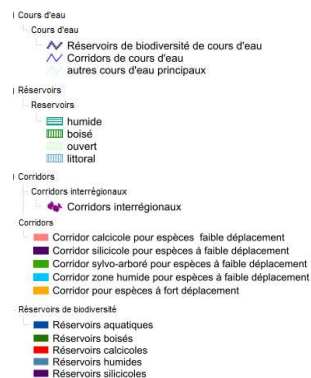 Cours d'eau
Cours d'eau
Réservoirs de biodiversité de cours d'eau
Corridors de cours d'eau
autres cours d'eau principaux
Réservoirs
Reservoirs
humide
boisé
ouvert
littoral
Corridors
Corridors interrégionaux
Corridors interrégionaux
Corridors
Corridor calcicole pour espèces faible déplacement
Corridor silicicole pour espèces à faible déplacement
Corridor sylvo-arboré pour espèces à faible déplacement
Corridor zone humide pour espèces à faible déplacement
Corridor pour espèces à fort déplacement
Réservoirs de biodiversité
Réservoirs aquatiques
Réservoirs boisés
Réservoirs calcicoles
Réservoirs humides
Réservoirs silicicoles